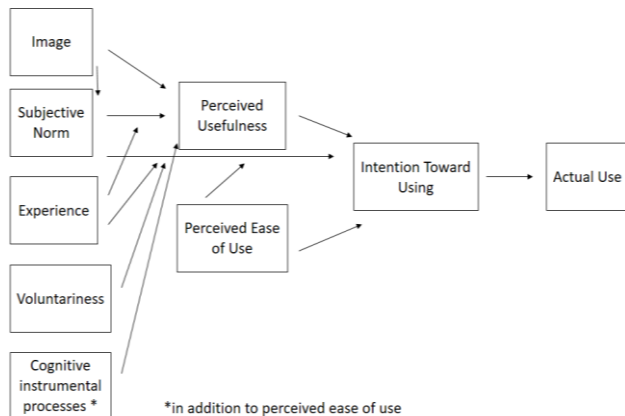 Image
Subjective
Norm
Experience
Voluntariness
Cognitive
instrumental
processes *
Perceived
Usefulness
Perceived Ease
of Use
Intention Toward
Using
Actual Use
*in addition to perceived ease of use